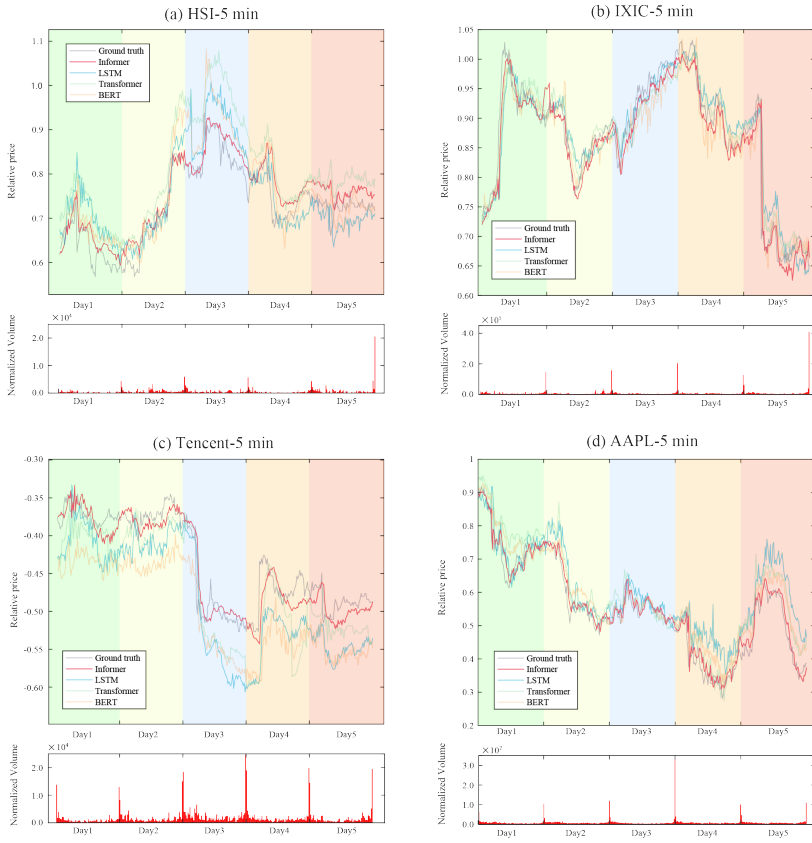 (a) HSI-5 min
1.1
1.0
0.9
0.8
0.7
0.6
Relative price
Ground truth
Informer
LSTM
Transformer
BERT
Day1 Day2 Day3 Day4 Day5
×10⁴
2.0
1.0
0.0
Normalized Volume
Day1 Day2 Day3 Day4 Day5
(b) IXIC-5 min
1.05
1.00
0.95
0.90
0.85
0.80
0.75
0.70
0.65
0.60
Relative price
Ground truth
Informer
LSTM
Transformer
BERT
Day1 Day2 Day3 Day4 Day5
×10⁵
4.0
2.0
0.0
Normalized Volume
Day1 Day2 Day3 Day4 Day5
(c) Tencent-5 min
-0.30
-0.35
-0.40
-0.45
-0.50
-0.55
-0.60
Relative price
Ground truth
Informer
LSTM
Transformer
BERT
Day1 Day2 Day3 Day4 Day5
×10⁴
2.0
1.0
0.0
Normalized Volume
Day1 Day2 Day3 Day4 Day5
(d) AAPL-5 min
1
0.9
0.8
0.7
0.6
0.5
0.4
0.3
0.2
Relative price
Ground truth
Informer
LSTM
Transformer
BERT
Day1 Day2 Day3 Day4 Day5
×10⁷
3.0
2.0
1.0
0.0
Normalized Volume
Day1 Day2 Day3 Day4 Day5